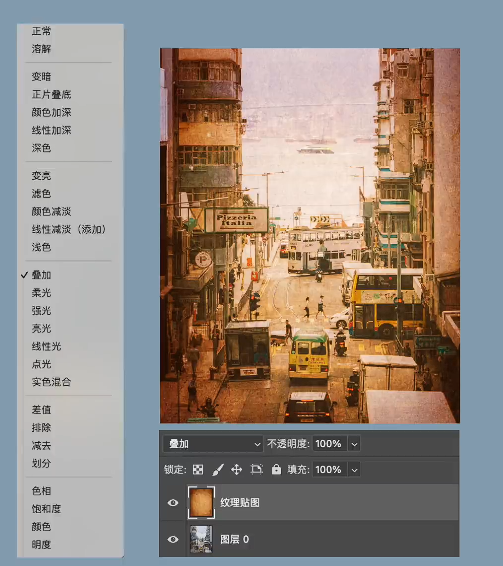 正常
溶解
变暗
正片叠底
颜色加深
线性加深
深色
变亮
滤色
颜色减淡
线性减淡（添加）
浅色
✓ 叠加
柔光
强光
亮光
线性光
点光
实色混合
差值
排除
减去
划分
色相
饱和度
颜色
明度
Pizzeria
Italia
P
叠加 不透明度: 100%
锁定: 填充: 100%
纹理贴图
图层 0